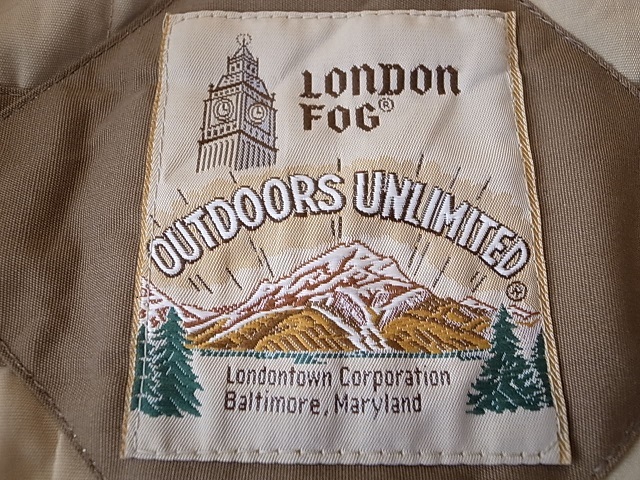 London
Fog®
OUTDOORS UNLIMITED®
Londontown Corporation
Baltimore, Maryland